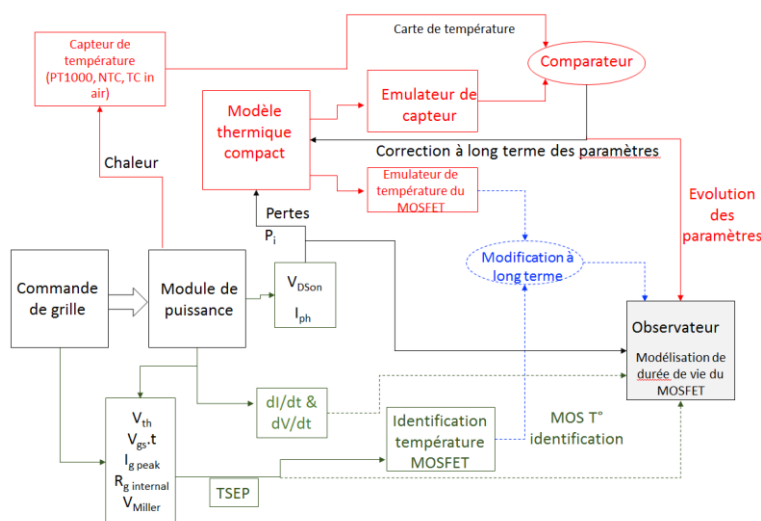 Carte de température
Capteur de
température
(PT1000, NTC, TC in
air)
Comparateur
Emulateur de
capteur
Modèle
thermique
compact
Correction à long terme des paramètres
Chaleur
Emulateur de
température du
MOSFET
Evolution
des
paramètres
Pertes
Pi
Modification à
long terme
Commande
de grille
Module de
puissance
VDSon
Iph
Observateur
Modélisation de
durée de vie du
MOSFET
dI/dt &
dV/dt
Identification
température
MOSFET
MOS T°
identification
Vth
Vgs.t
Ig peak
Rg internal
VMiller
TSEP